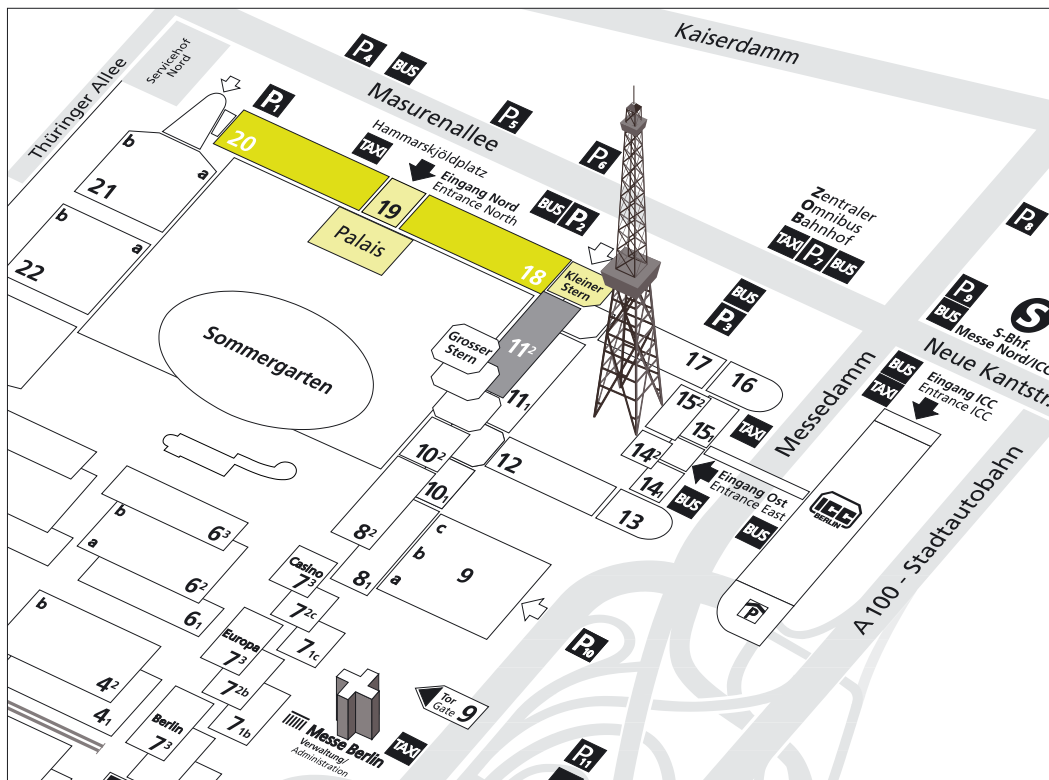 Kaiserdamm
Thüringer Allee
Servicehof
Nord
P4
BUS
Masurenallee
P1
P5
P6
Hammarskjöldplatz
TAXI
Eingang Nord
Entrance North
BUS
P2
20
19
18
Palais
Kleiner
Stern
b
a
21
b
a
22
Sommergarten
Grosser
Stern
11²
11₁
Zentraler
Omnibus
Bahnhof
TAXI
P7
BUS
P8
P9
BUS
S
S-Bhf.
Messe Nord/ICC
BUS
P3
Neue Kantstr.
Messedamm
BUS
TAXI
Eingang ICC
Entrance ICC
17
16
15²
15₁
TAXI
14²
14₁
BUS
Eingang Ost
Entrance East
BUS
ICC
BERLIN
P
A 100 - Stadtautobahn
10²
10₁
12
13
8²
8₁
c
b
a
9
b
a
6³
6²
6₁
Casino
7³
7²c
7₁c
Europa
7³
7²b
7₁b
b
4²
4₁
Berlin
7³
Messe Berlin
Verwaltung/
Administration
TAXI
Tor
Gate
9
P10
P11